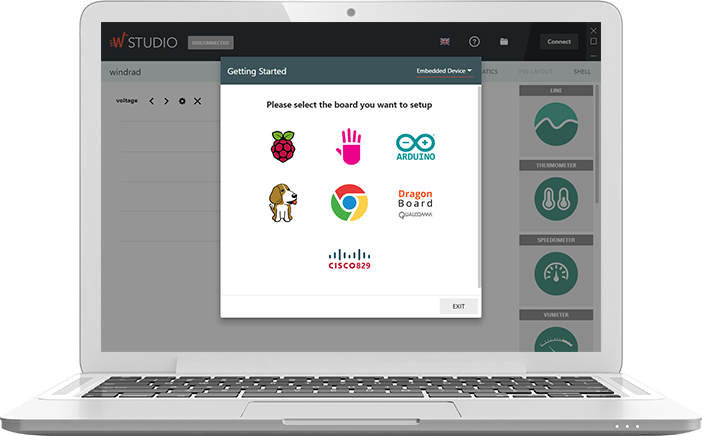 W STUDIO DISCONNECTED Connect
windrad MATICS PIN LAYOUT SHELL
Getting Started Embedded Device
voltage
Please select the board you want to setup
ARDUINO
Dragon
Board
QUALCOMM
CISCO829
EXIT
LINE
THERMOMETER
SPEEDOMETER
VUMETER